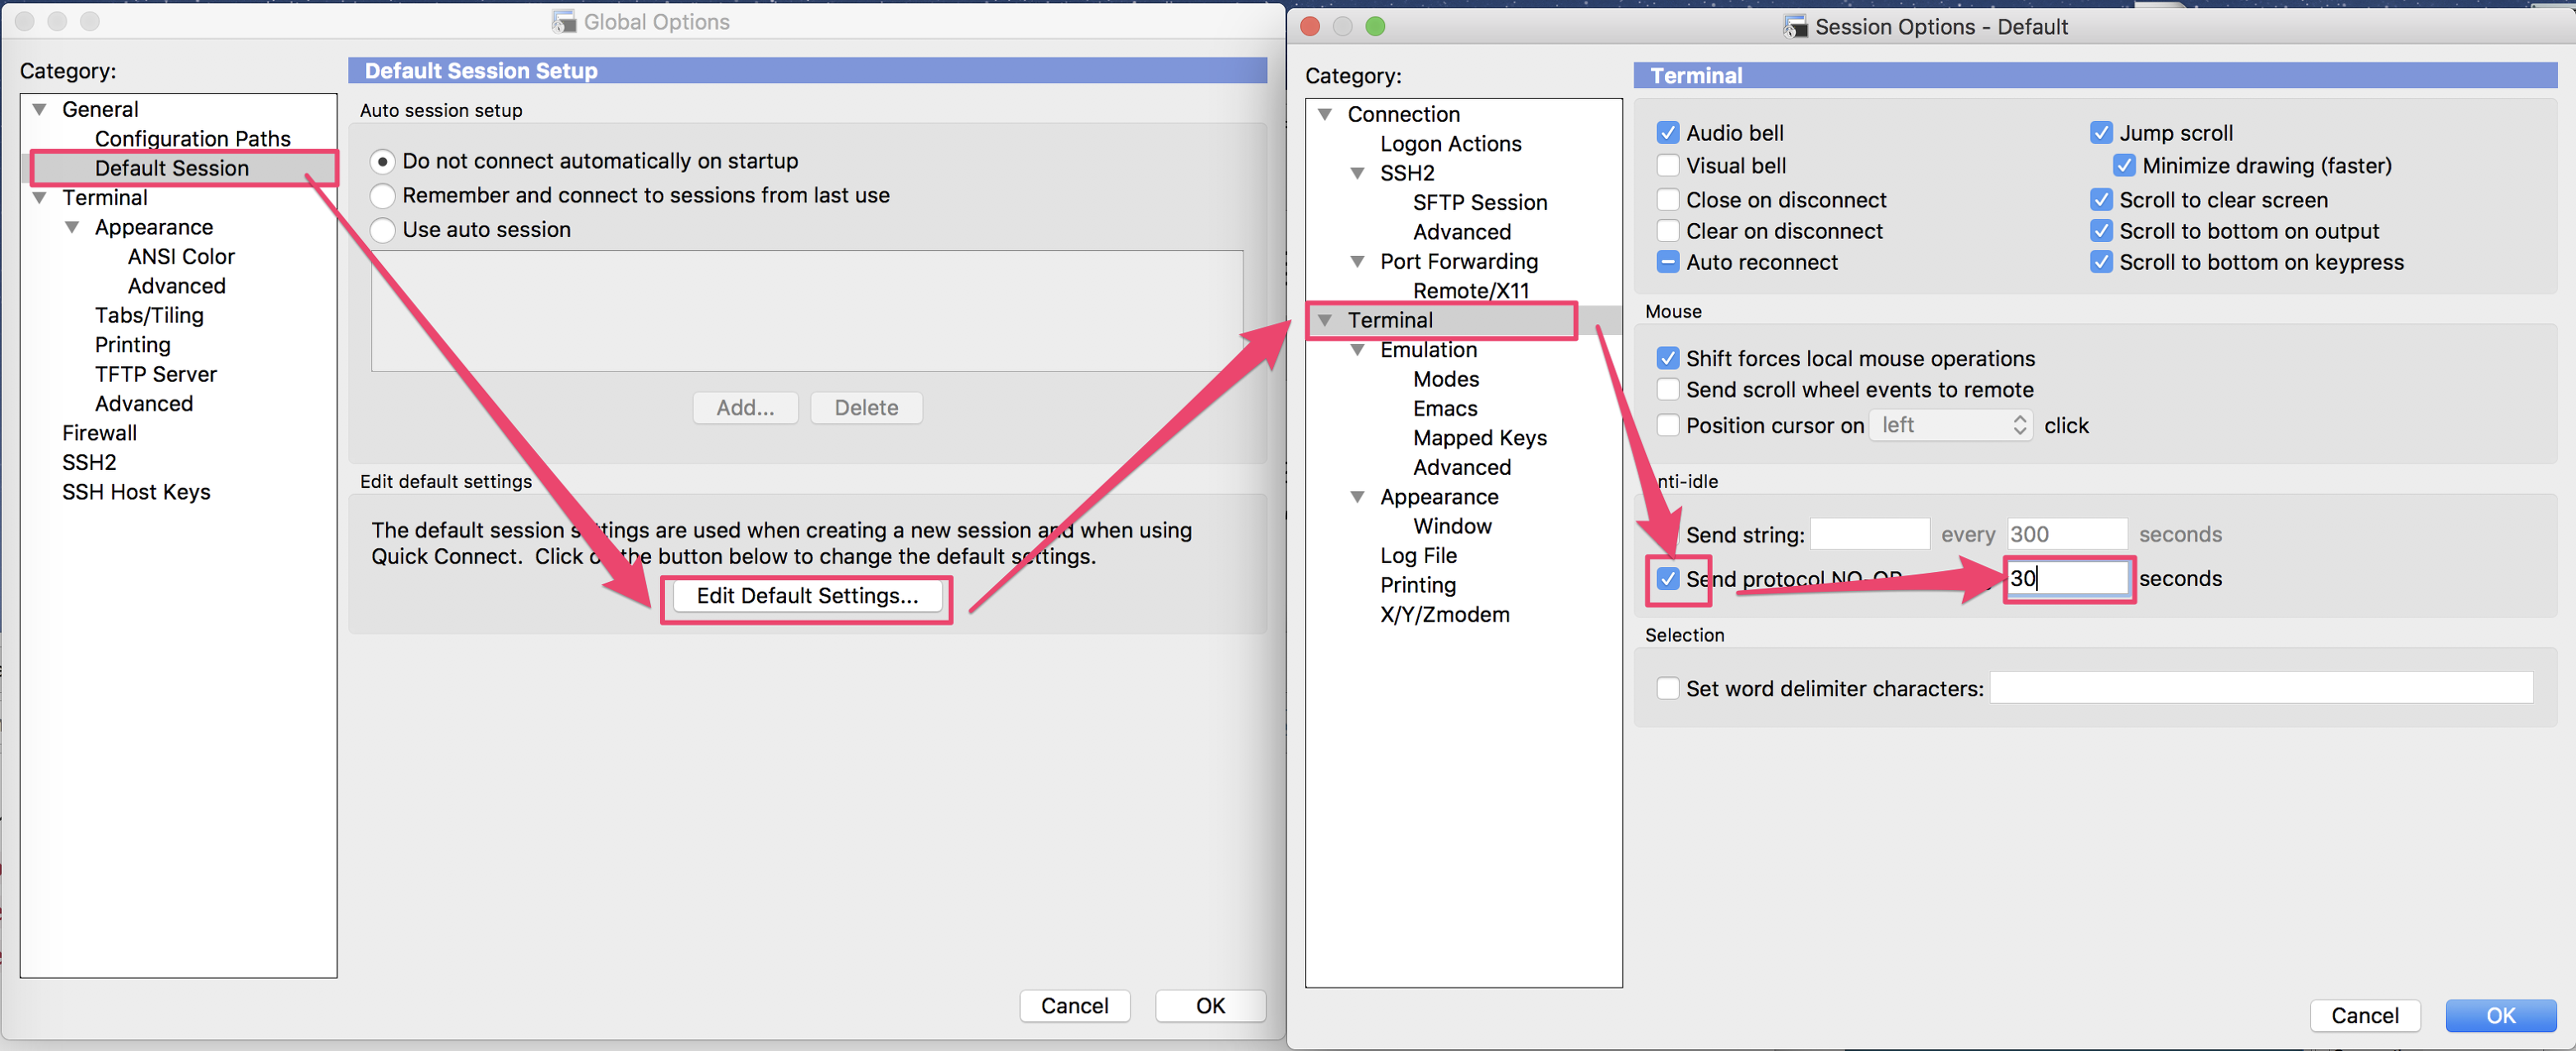 Global Options
Category:
General
Configuration Paths
Default Session
Terminal
Appearance
ANSI Color
Advanced
Tabs/Tiling
Printing
TFTP Server
Advanced
Firewall
SSH2
SSH Host Keys
Default Session Setup
Auto session setup
Do not connect automatically on startup
Remember and connect to sessions from last use
Use auto session
Add...
Delete
Edit default settings
The default session settings are used when creating a new session and when using
Quick Connect. Click on the button below to change the default settings.
Edit Default Settings...
Cancel
OK
Session Options - Default
Category:
Connection
Logon Actions
SSH2
SFTP Session
Advanced
Port Forwarding
Remote/X11
Terminal
Emulation
Modes
Emacs
Mapped Keys
Advanced
Appearance
Window
Log File
Printing
X/Y/Zmodem
Terminal
Audio bell
Visual bell
Close on disconnect
Clear on disconnect
Auto reconnect
Jump scroll
Minimize drawing (faster)
Scroll to clear screen
Scroll to bottom on output
Scroll to bottom on keypress
Mouse
Shift forces local mouse operations
Send scroll wheel events to remote
Position cursor on left click
nti-idle
Send string: every 300 seconds
Send protocol NO-OP 30 seconds
Selection
Set word delimiter characters:
Cancel
OK